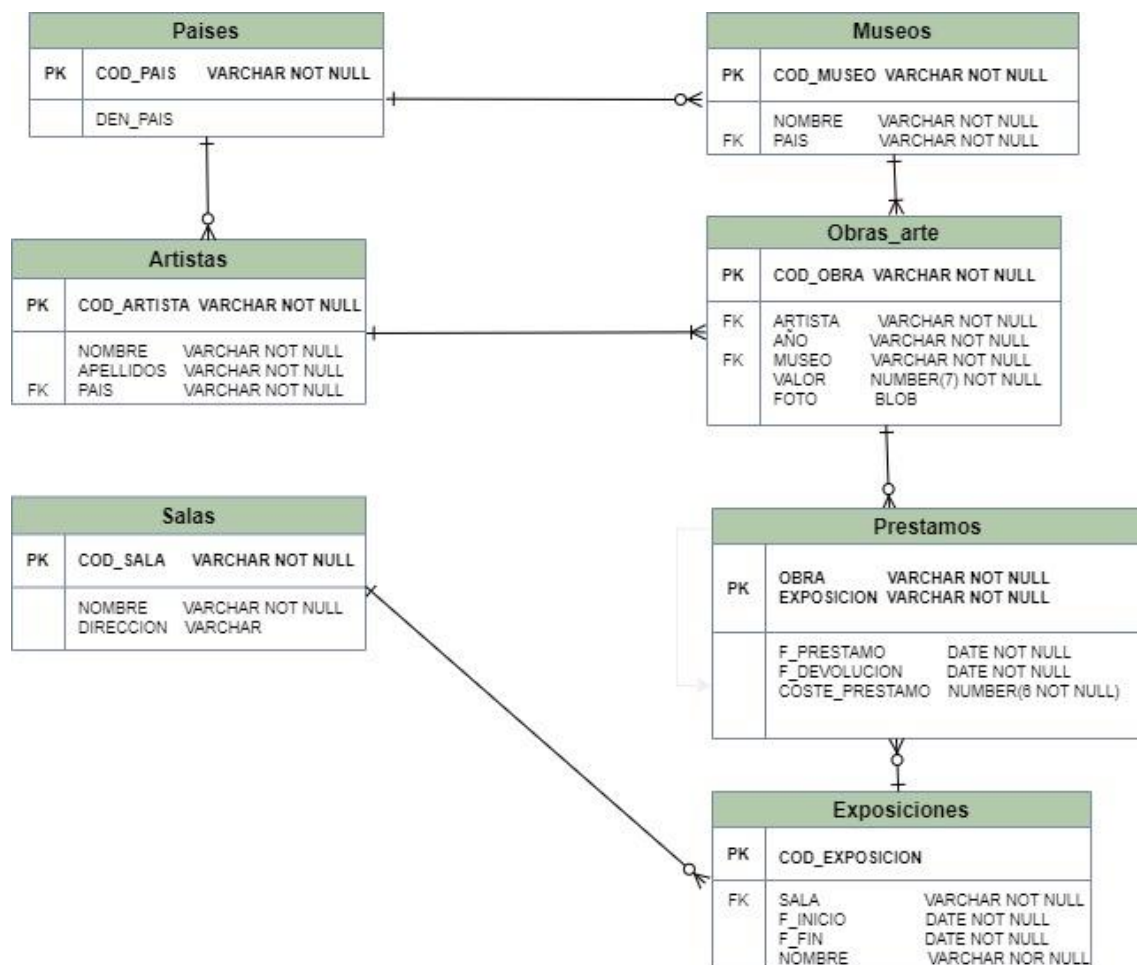 Paises
PK COD_PAIS VARCHAR NOT NULL
DEN_PAIS
Museos
PK COD_MUSEO VARCHAR NOT NULL
NOMBRE VARCHAR NOT NULL
FK PAIS VARCHAR NOT NULL
Artistas
PK COD_ARTISTA VARCHAR NOT NULL
NOMBRE VARCHAR NOT NULL
APELLIDOS VARCHAR NOT NULL
FK PAIS VARCHAR NOT NULL
Obras_arte
PK COD_OBRA VARCHAR NOT NULL
FK ARTISTA VARCHAR NOT NULL
AÑO VARCHAR NOT NULL
FK MUSEO VARCHAR NOT NULL
VALOR NUMBER(7) NOT NULL
FOTO BLOB
Salas
PK COD_SALA VARCHAR NOT NULL
NOMBRE VARCHAR NOT NULL
DIRECCION VARCHAR
Prestamos
PK OBRA VARCHAR NOT NULL
EXPOSICION VARCHAR NOT NULL
F_PRESTAMO DATE NOT NULL
F_DEVOLUCION DATE NOT NULL
COSTE_PRESTAMO NUMBER(6 NOT NULL)
Exposiciones
PK COD_EXPOSICION
FK SALA VARCHAR NOT NULL
F_INICIO DATE NOT NULL
F_FIN DATE NOT NULL
NOMBRE VARCHAR NOR NULL